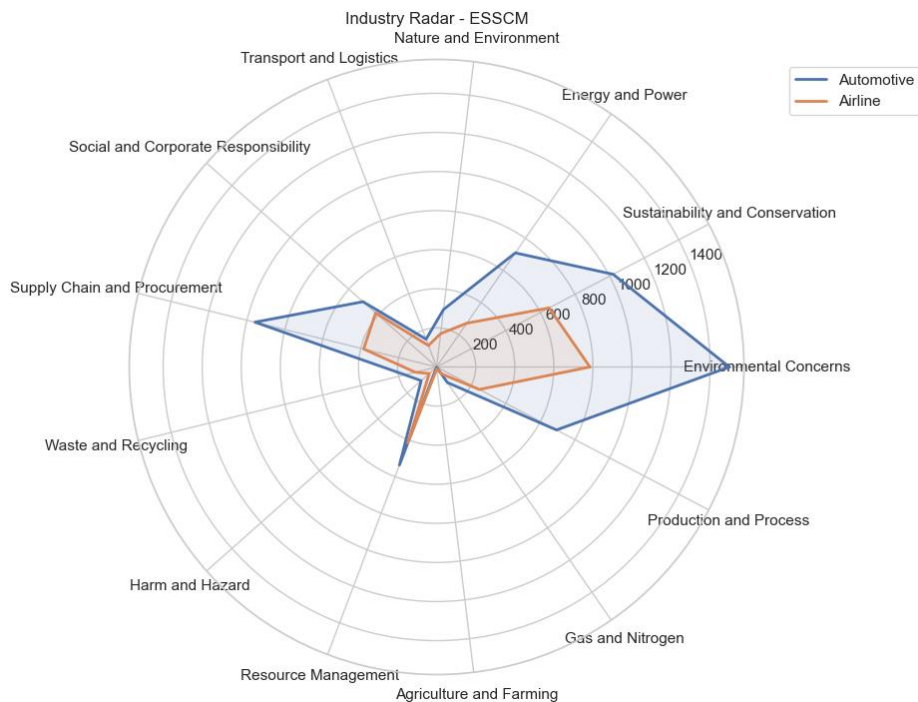 Industry Radar - ESSCM
Nature and Environment
Transport and Logistics
Energy and Power
Automotive
Airline
Social and Corporate Responsibility
Sustainability and Conservation
1400
1200
1000
800
600
400
200
Supply Chain and Procurement
Environmental Concerns
Waste and Recycling
Production and Process
Harm and Hazard
Gas and Nitrogen
Resource Management
Agriculture and Farming